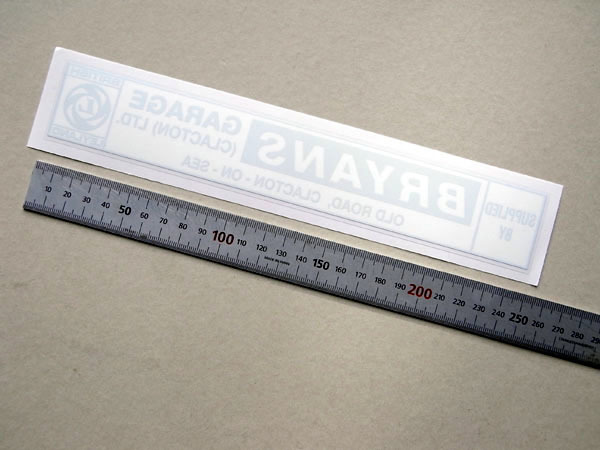 SUPPLIED
BY
BRYANS
GARAGE
(CLACTON) LTD.
OLD ROAD, CLACTON - ON - SEA
BRITISH
L
LEYLAND
10 20 30 40 50 60 70 80 90 100 110 120 130 140 150 160 170 180 190 200 210 220 230 240 250 260 270 280 290